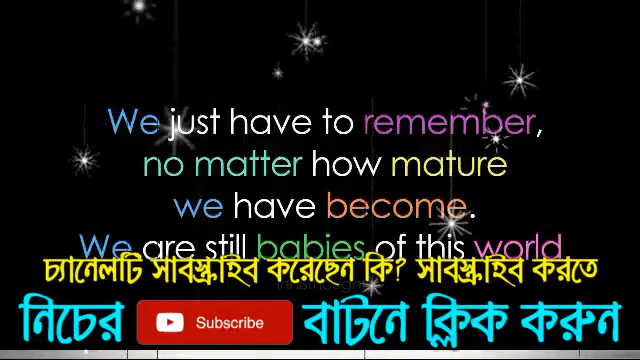 We just have to remember,
no matter how mature
we have become.
We are still babies of this world
চ্যানেলটি সাবস্ক্রাইব করেছেন কি? সাবস্ক্রাইব করতে
নিচের Subscribe বাটনে ক্লিক করুন